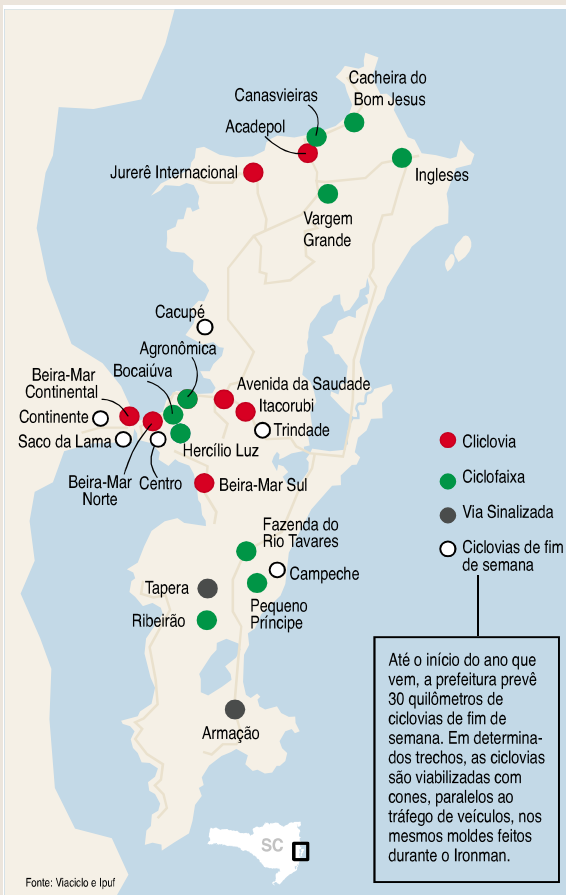 Cacheira do
Bom Jesus
Canasvieiras
Acadepol
Jurerê Internacional
Ingleses
Vargem
Grande
Cacupé
Agronômica
Bocaiúva
Beira-Mar
Continental
Avenida da Saudade
Itacorubi
Continente
Trindade
Saco da Lama
Hercílio Luz
Beira-Mar
Norte
Centro
Beira-Mar Sul
Cliclovia
Ciclofaixa
Via Sinalizada
Ciclovias de fim
de semana
Fazenda do
Rio Tavares
Campeche
Tapera
Pequeno
Príncipe
Ribeirão
Armação
Até o início do ano que
vem, a prefeitura prevê
30 quilômetros de
ciclovias de fim de
semana. Em determina-
dos trechos, as ciclovias
são viabilizadas com
cones, paralelos ao
tráfego de veículos, nos
mesmos moldes feitos
durante o Ironman.
SC
Fonte: Viaciclo e Ipuf